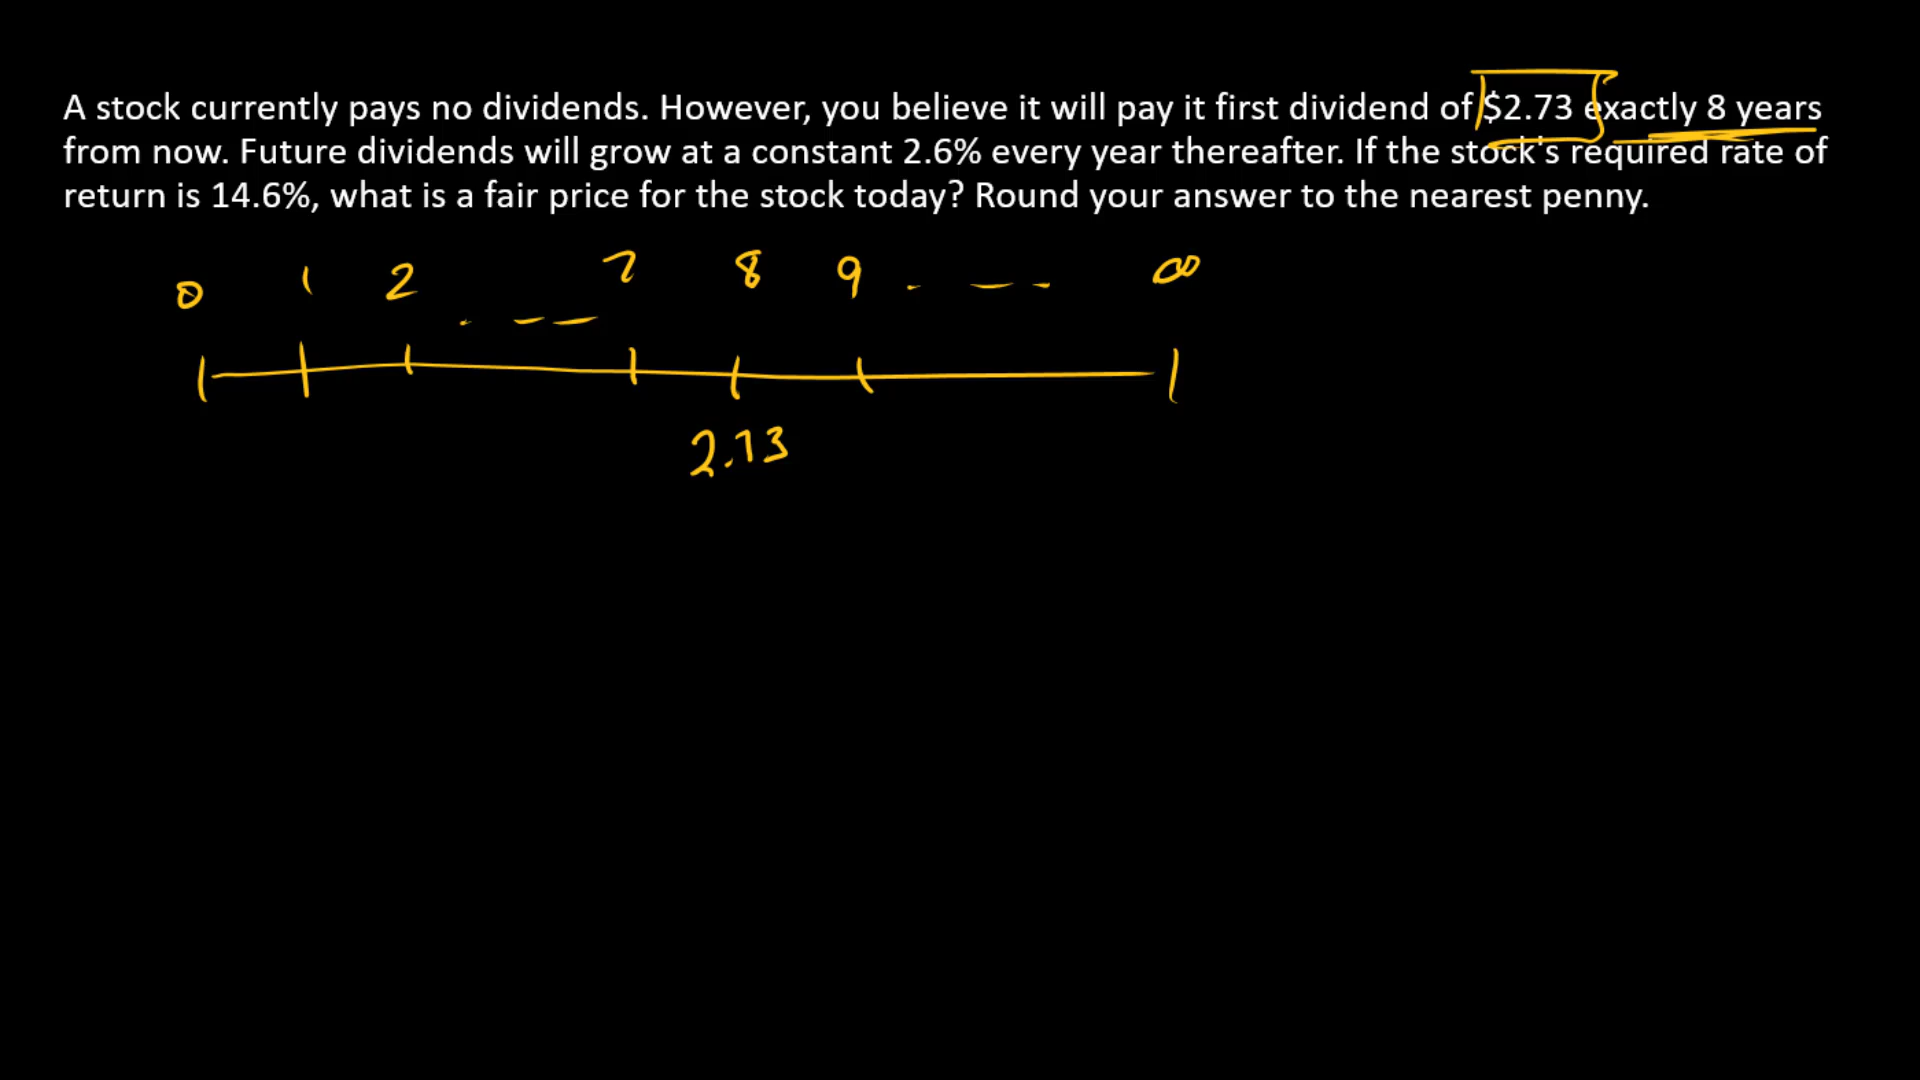 A stock currently pays no dividends. However, you believe it will pay it first dividend of $2.73 exactly 8 years
from now. Future dividends will grow at a constant 2.6% every year thereafter. If the stock's required rate of
return is 14.6%, what is a fair price for the stock today? Round your answer to the nearest penny.
0 1 2 . — — 7 8 9 . — - ∞
2.73